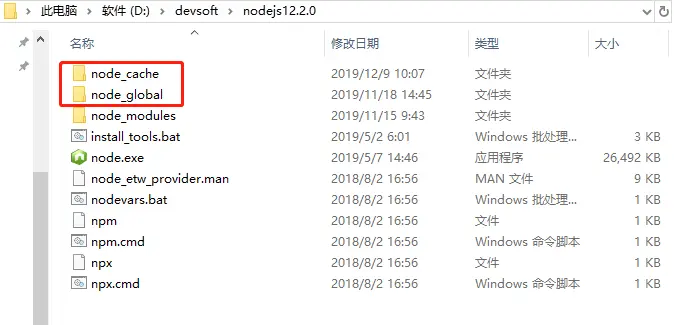 此电脑 › 软件 (D:) › devsoft › nodejs12.2.0
名称 修改日期 类型 大小
node_cache 2019/12/9 10:07 文件夹
node_global 2019/11/18 14:45 文件夹
node_modules 2019/11/15 9:43 文件夹
install_tools.bat 2019/5/2 6:01 Windows 批处理... 3 KB
node.exe 2019/5/7 14:46 应用程序 26,492 KB
node_etw_provider.man 2018/8/2 16:56 MAN 文件 9 KB
nodevars.bat 2018/8/2 16:56 Windows 批处理... 1 KB
npm 2018/8/2 16:56 文件 1 KB
npm.cmd 2018/8/2 16:56 Windows 命令脚本 1 KB
npx 2018/8/2 16:56 文件 1 KB
npx.cmd 2018/8/2 16:56 Windows 命令脚本 1 KB